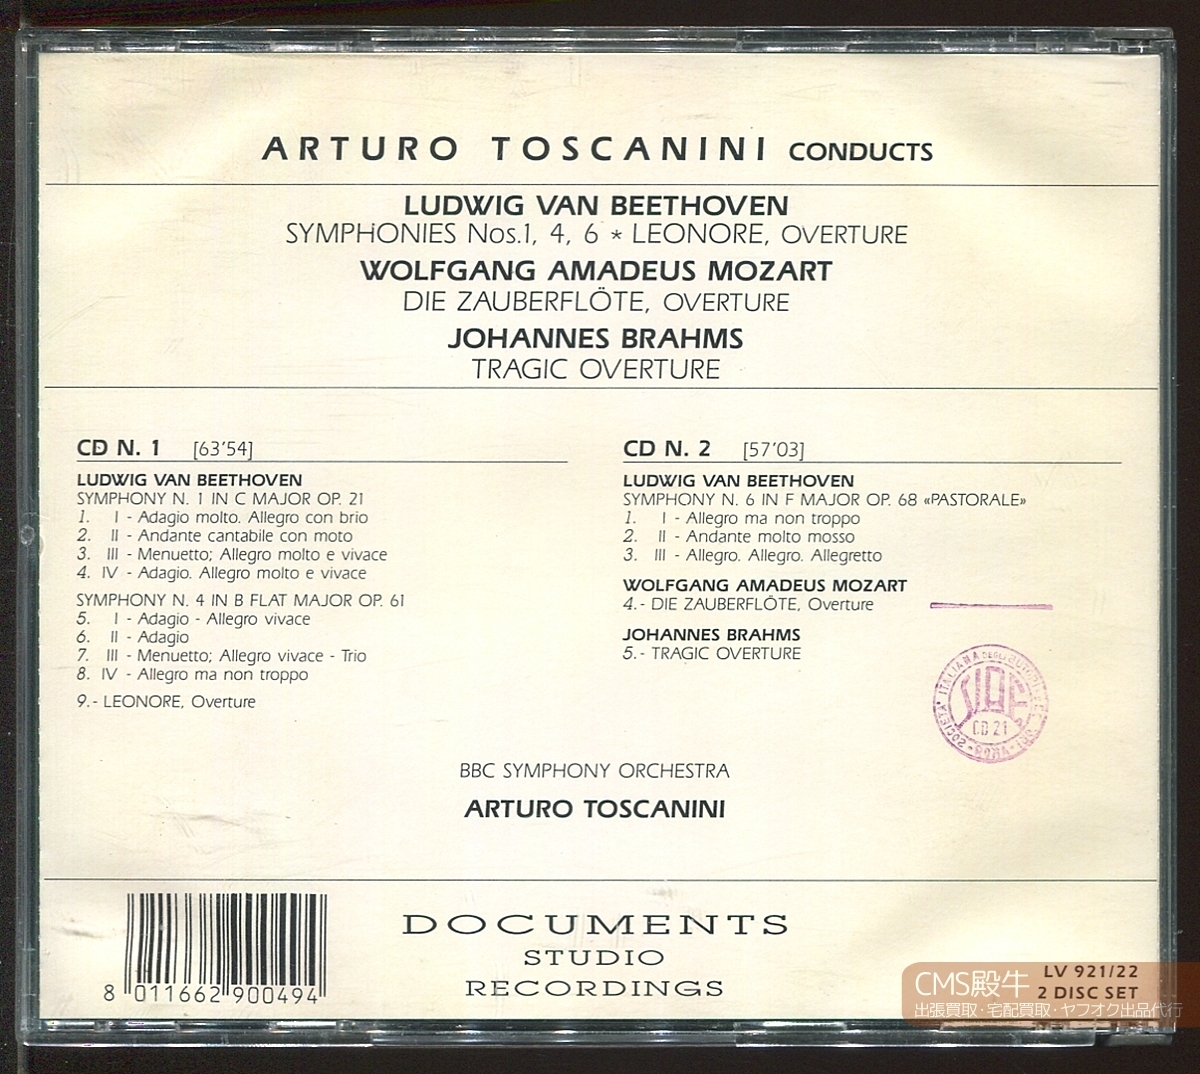 ARTURO TOSCANINI CONDUCTS
LUDWIG VAN BEETHOVEN
SYMPHONIES Nos.1, 4, 6 * LEONORE, OVERTURE
WOLFGANG AMADEUS MOZART
DIE ZAUBERFLÖTE, OVERTURE
JOHANNES BRAHMS
TRAGIC OVERTURE
CD N. 1 [63'54]
LUDWIG VAN BEETHOVEN
SYMPHONY N. 1 IN C MAJOR OP. 21
1. I - Adagio molto. Allegro con brio
2. II - Andante cantabile con moto
3. III - Menuetto; Allegro molto e vivace
4. IV - Adagio. Allegro molto e vivace
SYMPHONY N. 4 IN B FLAT MAJOR OP. 61
5. I - Adagio - Allegro vivace
6. II - Adagio
7. III - Menuetto; Allegro vivace - Trio
8. IV - Allegro ma non troppo
9.- LEONORE, Overture
CD N. 2 [57'03]
LUDWIG VAN BEETHOVEN
SYMPHONY N. 6 IN F MAJOR OP. 68 «PASTORALE»
1. I - Allegro ma non troppo
2. II - Andante molto mosso
3. III - Allegro. Allegro. Allegretto
WOLFGANG AMADEUS MOZART
4.- DIE ZAUBERFLÖTE, Overture
JOHANNES BRAHMS
5.- TRAGIC OVERTURE
SOCIETA' ITALIANA DEGLI AUTORI ROMA
SIAE
CD 21
BBC SYMPHONY ORCHESTRA
ARTURO TOSCANINI
8 011662 900494
DOCUMENTS
STUDIO
RECORDINGS
LV 921/22
2 DISC SET
CMS殿牛
出張買取・宅配買取・ヤフオク出品代行